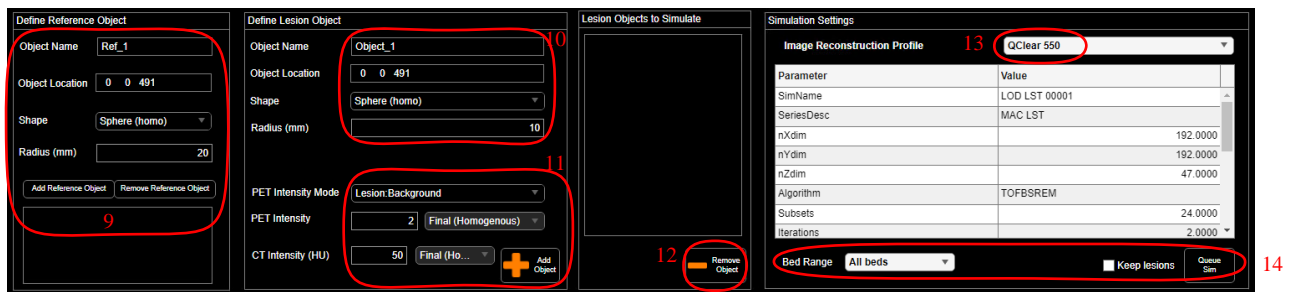 Define Reference Object
Object Name Ref_1
Object Location 0 0 491
Shape Sphere (homo)
Radius (mm) 20
Add Reference Object Remove Reference Object
9
Define Lesion Object
Object Name Object_1 10
Object Location 0 0 491
Shape Sphere (homo)
Radius (mm) 10
11
PET Intensity Mode Lesion:Background
PET Intensity 2 Final (Homogenous)
CT Intensity (HU) 50 Final (Ho...
Add
Object
Lesion Objects to Simulate
12 Remove
Object
Simulation Settings
Image Reconstruction Profile 13 QClear 550
Parameter Value
SimName LOD LST 00001
SeriesDesc MAC LST
nXdim 192.0000
nYdim 192.0000
nZdim 47.0000
Algorithm TOFBSREM
Subsets 24.0000
Iterations 2.0000
Bed Range All beds Keep lesions
Queue
Sim
14